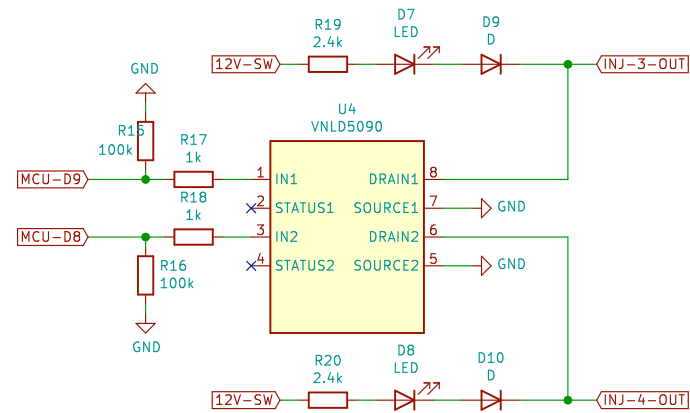 R19
2.4k
D7
LED
D9
D
12V-SW
INJ-3-OUT
GND
U4
VNLD5090
R15
100k
R17
1k
MCU-D9
1
IN1
DRAIN1
8
R18
1k
2
STATUS1
SOURCE1
7
GND
MCU-D8
3
IN2
DRAIN2
6
R16
100k
4
STATUS2
SOURCE2
5
GND
GND
R20
2.4k
D8
LED
D10
D
12V-SW
INJ-4-OUT